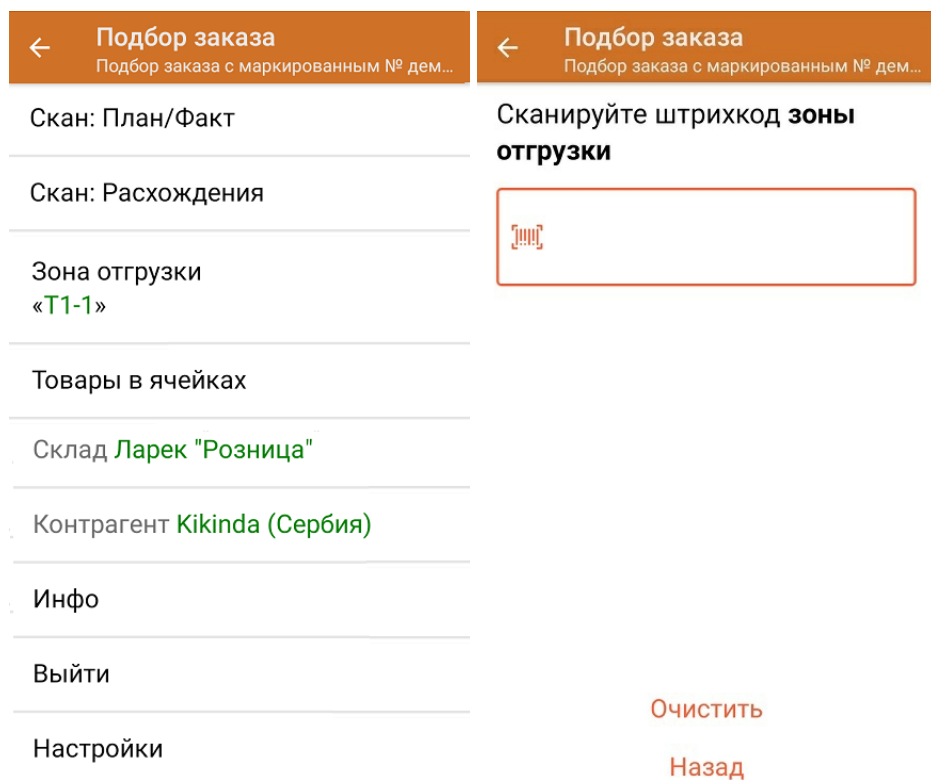 Подбор заказа
Подбор заказа с маркированным № дем...
Скан: План/Факт
Скан: Расхождения
Зона отгрузки
«Т1-1»
Товары в ячейках
Склад Ларек "Розница"
Контрагент Kikinda (Сербия)
Инфо
Выйти
Настройки
Подбор заказа
Подбор заказа с маркированным № дем...
Сканируйте штрихкод зоны
отгрузки
Очистить
Назад